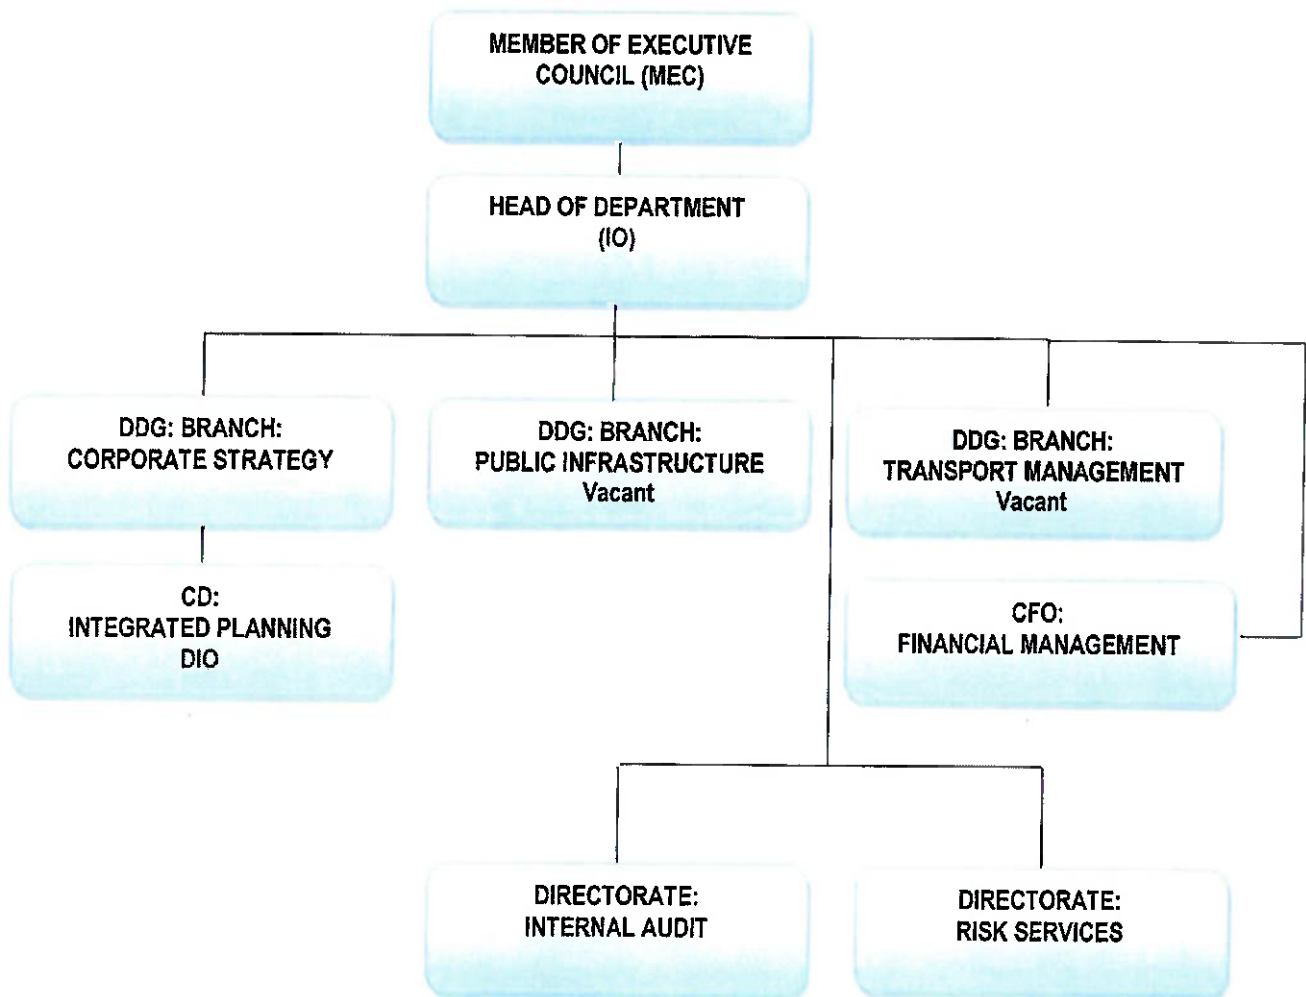 MEMBER OF EXECUTIVE
COUNCIL (MEC)
HEAD OF DEPARTMENT
(IO)
DDG: BRANCH:
CORPORATE STRATEGY
DDG: BRANCH:
PUBLIC INFRASTRUCTURE
Vacant
DDG: BRANCH:
TRANSPORT MANAGEMENT
Vacant
CD:
INTEGRATED PLANNING
DIO
CFO:
FINANCIAL MANAGEMENT
DIRECTORATE:
INTERNAL AUDIT
DIRECTORATE:
RISK SERVICES